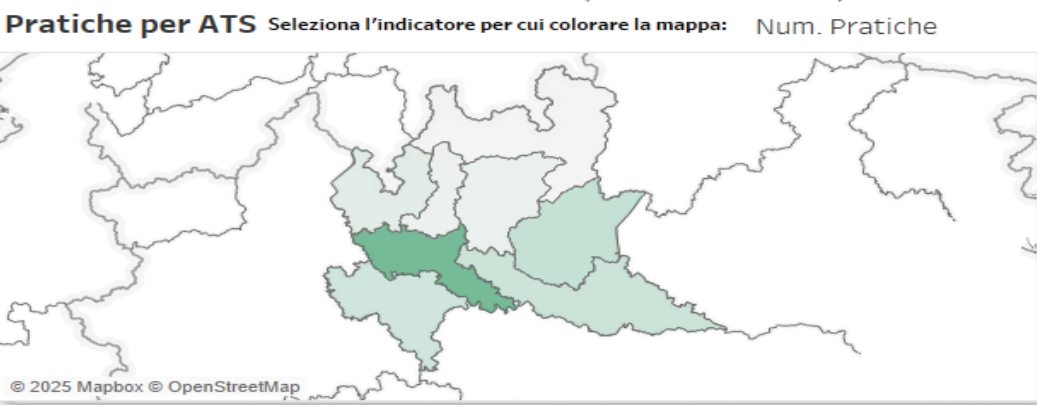 Pratiche per ATS Seleziona l'indicatore per cui colorare la mappa: Num. Pratiche
© 2025 Mapbox © OpenStreetMap